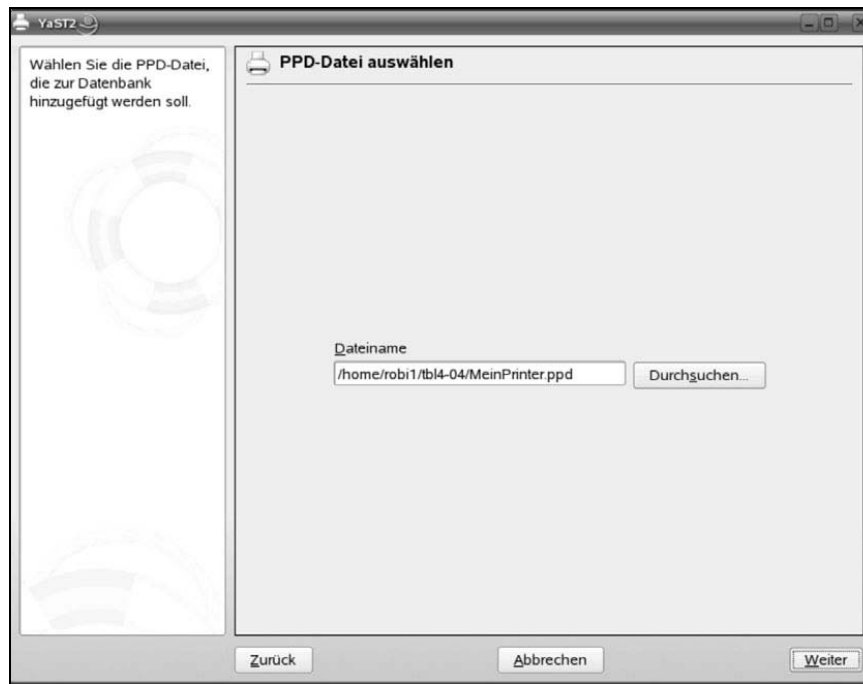 YaST2
Wählen Sie die PPD-Datei,
die zur Datenbank
hinzugefügt werden soll.
PPD-Datei auswählen
Dateiname
/home/robi1/tbl4-04/MeinPrinter.ppd
Durchsuchen...
Zurück
Abbrechen
Weiter